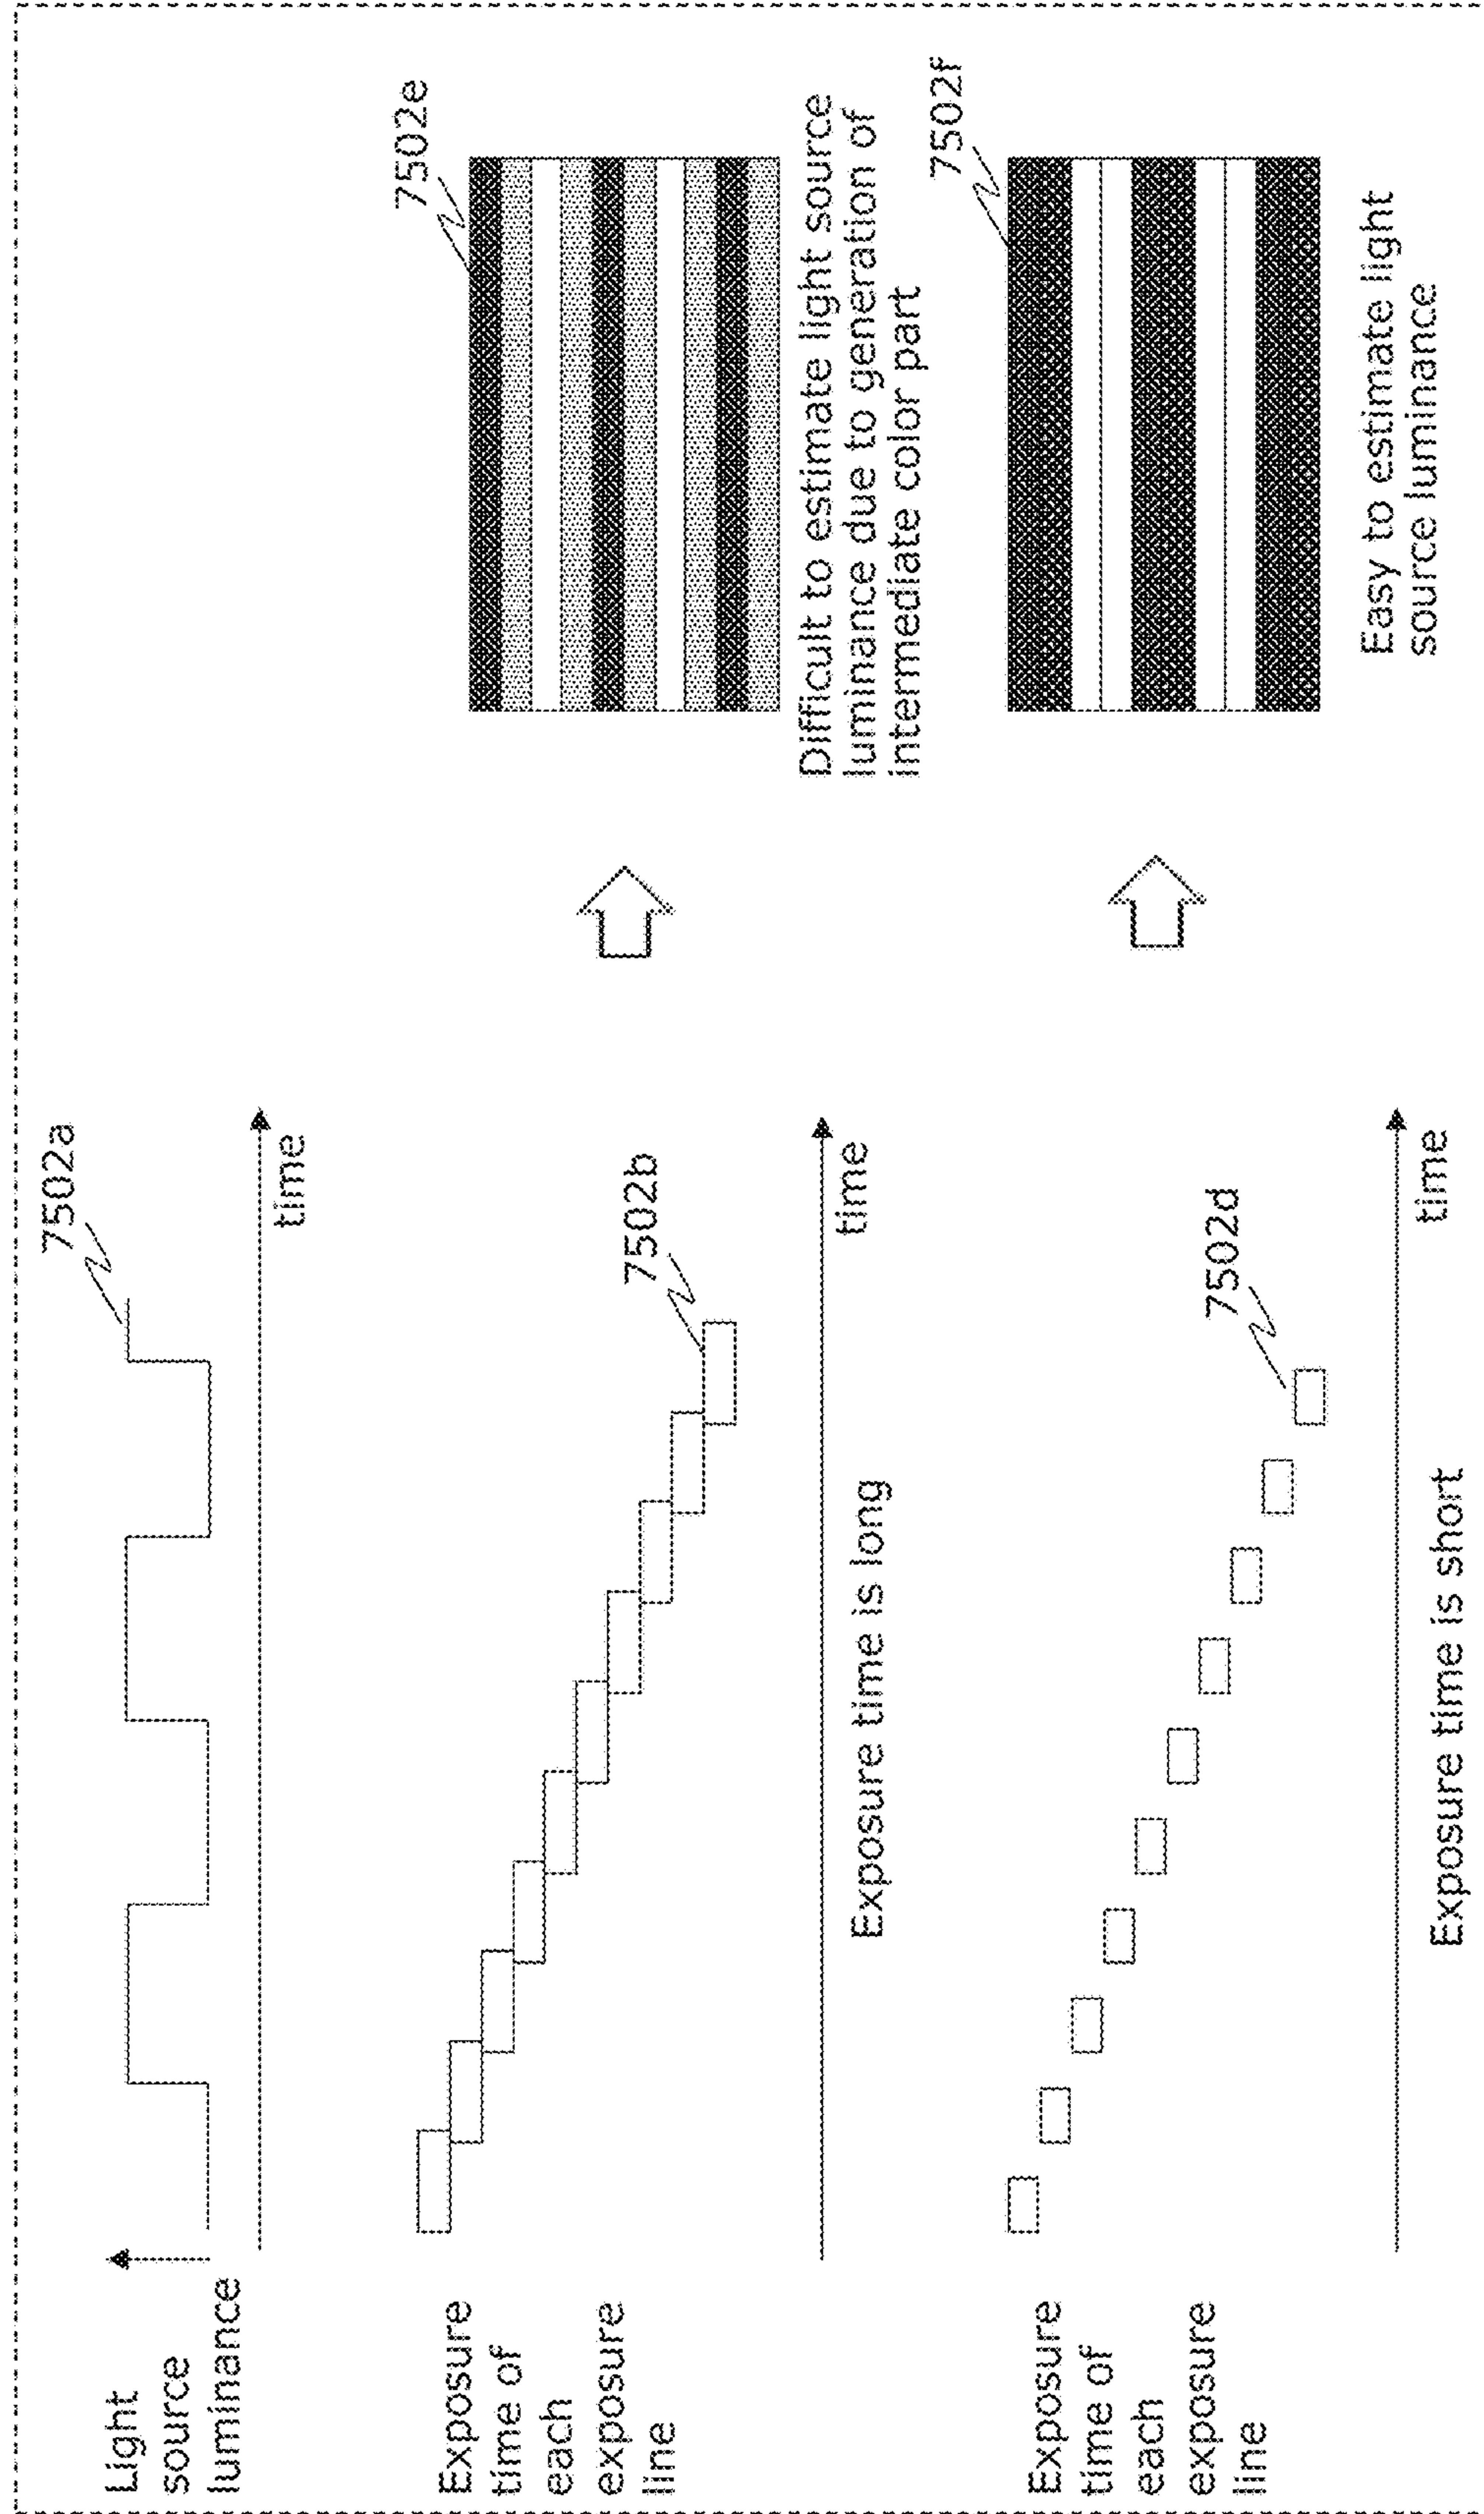 Light
source
luminance
7502a
time
Exposure
time of
each
exposure
line
7502b
time
Exposure time is long
7502e
Difficult to estimate light source
luminance due to generation of
intermediate color part
Exposure
time of
each
exposure
line
7502d
time
Exposure time is short
7502f
Easy to estimate light
source luminance